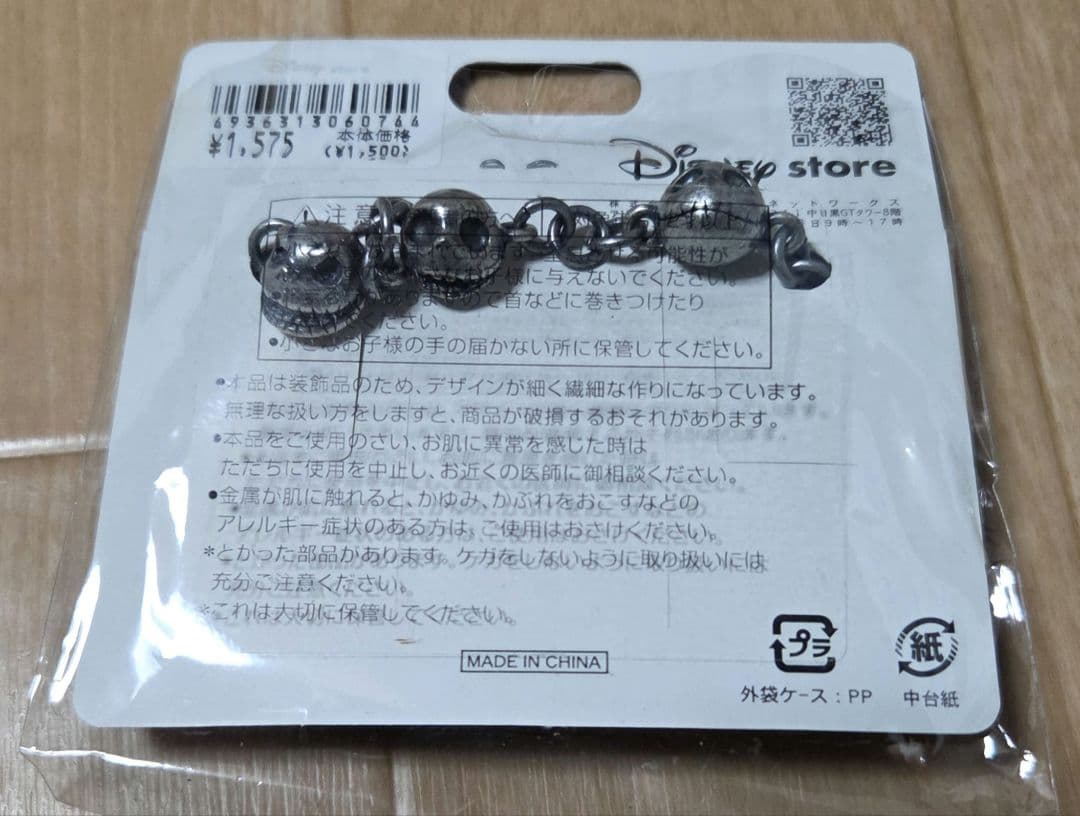 6936313060766
¥1,575 本体価格
(¥1,500)
Disney store
株
ネットワークス
中目黒GTタワー8階
9時〜17時
⚠注意
可能性が
お子様に与えないでください。
ので首などに巻きつけたり
ください。
●小さなお子様の手の届かない所に保管してください。
●本品は装飾品のため、デザインが細く繊細な作りになっています。
無理な扱い方をしますと、商品が破損するおそれがあります。
●本品をご使用のさい、お肌に異常を感じた時は
ただちに使用を中止し、お近くの医師に御相談ください。
●金属が肌に触れると、かゆみ、かぶれをおこすなどの
アレルギー症状のある方は、ご使用はおさけください。
*とがった部品があります。ケガをしないように取り扱いには
充分ご注意ください。
*これは大切に保管してください。
MADE IN CHINA
プラ
紙
外袋ケース：PP
中台紙